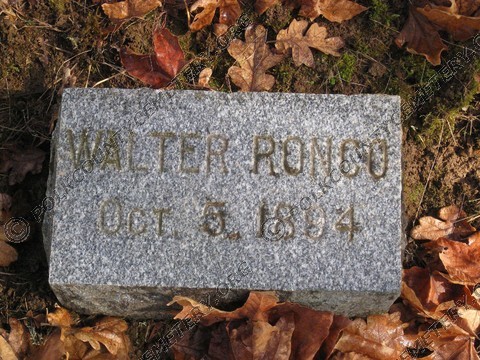 WALTER RONCO
OCT. 5. 1894